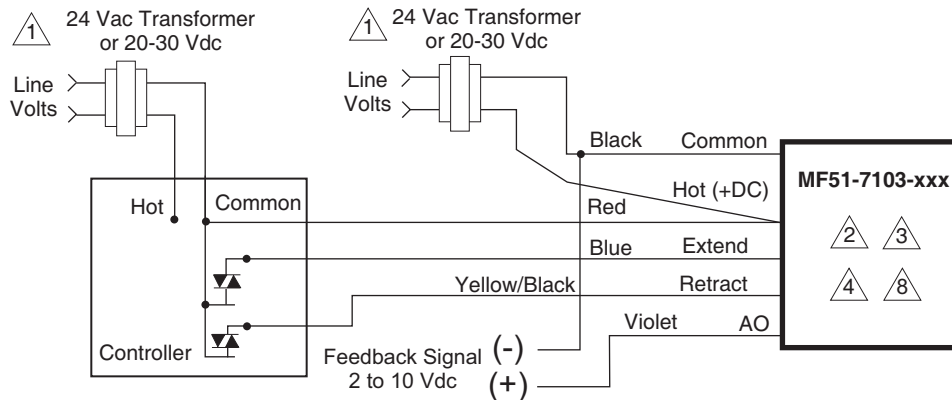 1
24 Vac Transformer
or 20-30 Vdc
Line
Volts
1
24 Vac Transformer
or 20-30 Vdc
Line
Volts
Black
Common
MF51-7103-xxx
Hot
Common
Hot (+DC)
Red
2
3
Blue
Extend
4
8
Yellow/Black
Retract
Violet
AO
Controller
Feedback Signal
2 to 10 Vdc
(-)
(+)